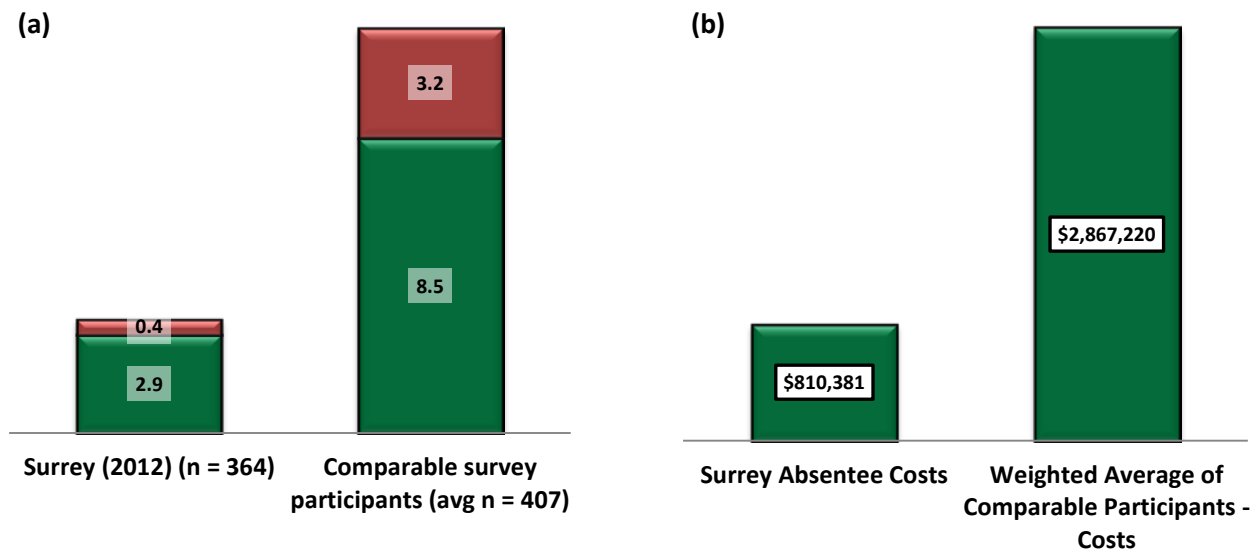 (a)
3.2
8.5
0.4
2.9
Surrey (2012) (n = 364)
Comparable survey
participants (avg n = 407)
(b)
$2,867,220
$810,381
Surrey Absentee Costs
Weighted Average of
Comparable Participants -
Costs